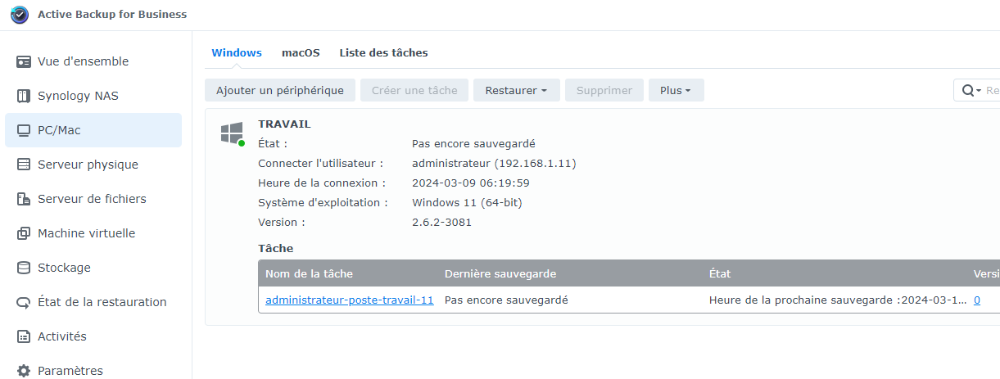 Active Backup for Business
Vue d'ensemble
Synology NAS
PC/Mac
Serveur physique
Serveur de fichiers
Machine virtuelle
Stockage
État de la restauration
Activités
Paramètres
Windows macOS Liste des tâches
Ajouter un périphérique Créer une tâche Restaurer Supprimer Plus Re
TRAVAIL
État : Pas encore sauvegardé
Connecter l'utilisateur : administrateur (192.168.1.11)
Heure de la connexion : 2024-03-09 06:19:59
Système d'exploitation : Windows 11 (64-bit)
Version : 2.6.2-3081
Tâche
Nom de la tâche Dernière sauvegarde État Versi
administrateur-poste-travail-11 Pas encore sauvegardé Heure de la prochaine sauvegarde :2024-03-1... 0